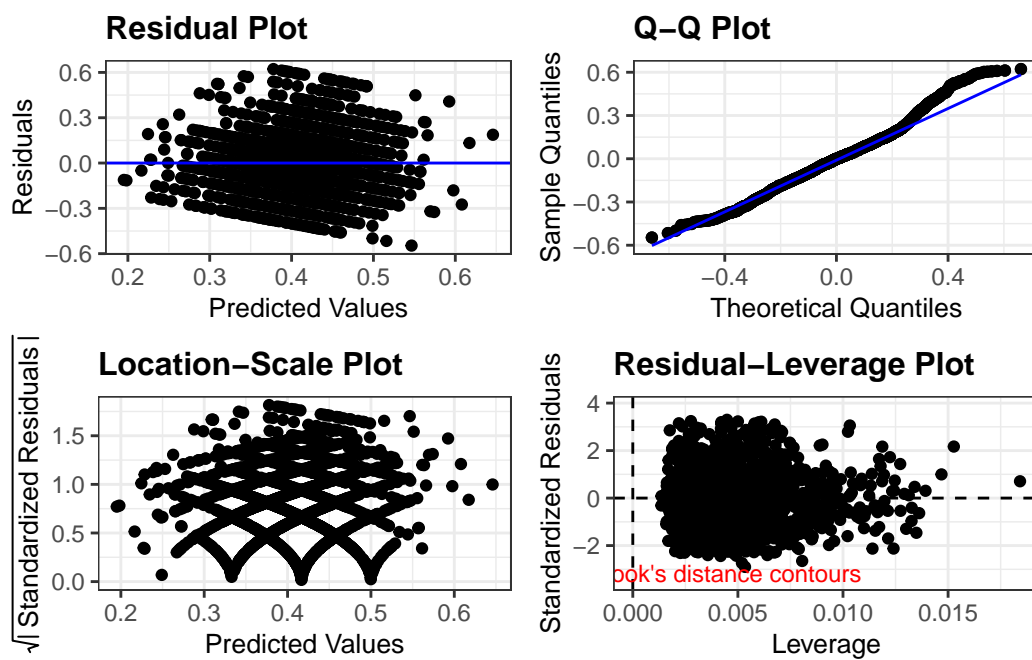 Residual Plot
Residuals
0.6
0.3
0.0
−0.3
−0.6
0.2 0.3 0.4 0.5 0.6
Predicted Values
Q−Q Plot
Sample Quantiles
0.6
0.3
0.0
−0.3
−0.6
−0.4 0.0 0.4
Theoretical Quantiles
Location−Scale Plot
√| Standardized Residuals |
1.5
1.0
0.5
0.0
0.2 0.3 0.4 0.5 0.6
Predicted Values
Residual−Leverage Plot
Standardized Residuals
4
2
0
−2
ook's distance contours
0.000 0.005 0.010 0.015
Leverage